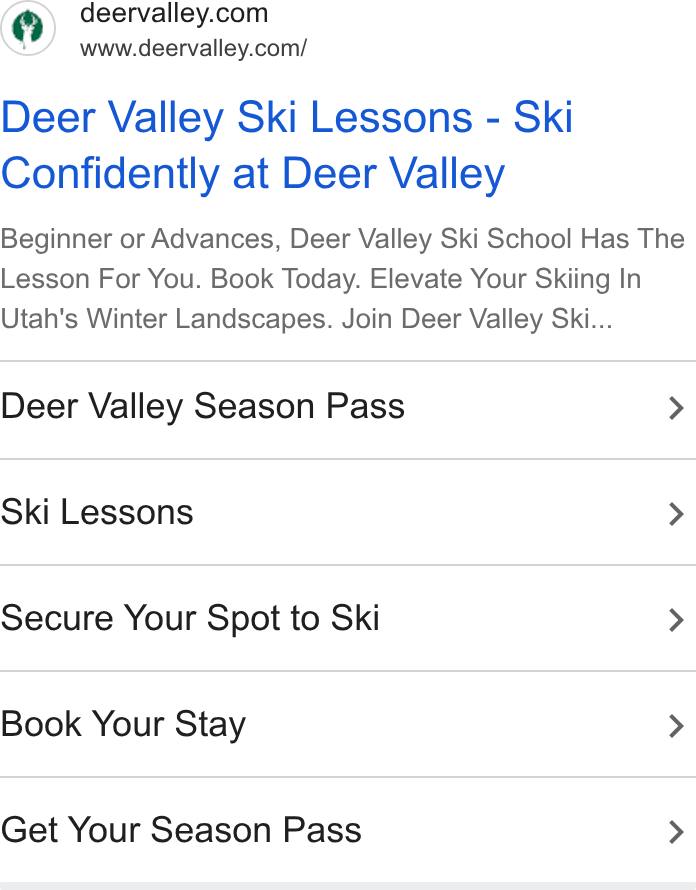 deervalley.com
www.deervalley.com/
Deer Valley Ski Lessons - Ski
Confidently at Deer Valley
Beginner or Advances, Deer Valley Ski School Has The
Lesson For You. Book Today. Elevate Your Skiing In
Utah's Winter Landscapes. Join Deer Valley Ski...
Deer Valley Season Pass
Ski Lessons
Secure Your Spot to Ski
Book Your Stay
Get Your Season Pass